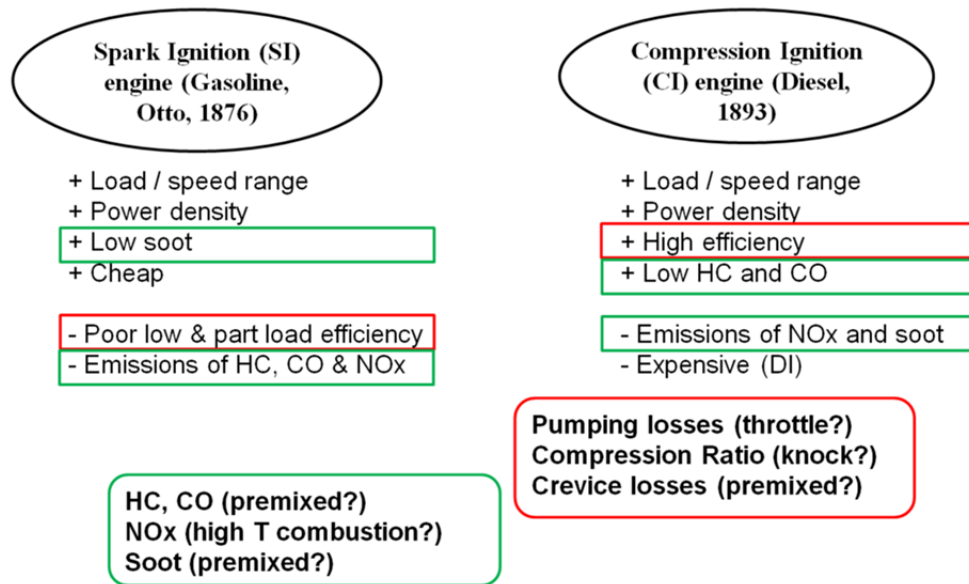 Spark Ignition (SI)
engine (Gasoline,
Otto, 1876)
+ Load / speed range
+ Power density
+ Low soot
+ Cheap
- Poor low & part load efficiency
- Emissions of HC, CO & NOx
Compression Ignition
(CI) engine (Diesel,
1893)
+ Load / speed range
+ Power density
+ High efficiency
+ Low HC and CO
- Emissions of NOx and soot
- Expensive (DI)
Pumping losses (throttle?)
Compression Ratio (knock?)
Crevice losses (premixed?)
HC, CO (premixed?)
NOx (high T combustion?)
Soot (premixed?)